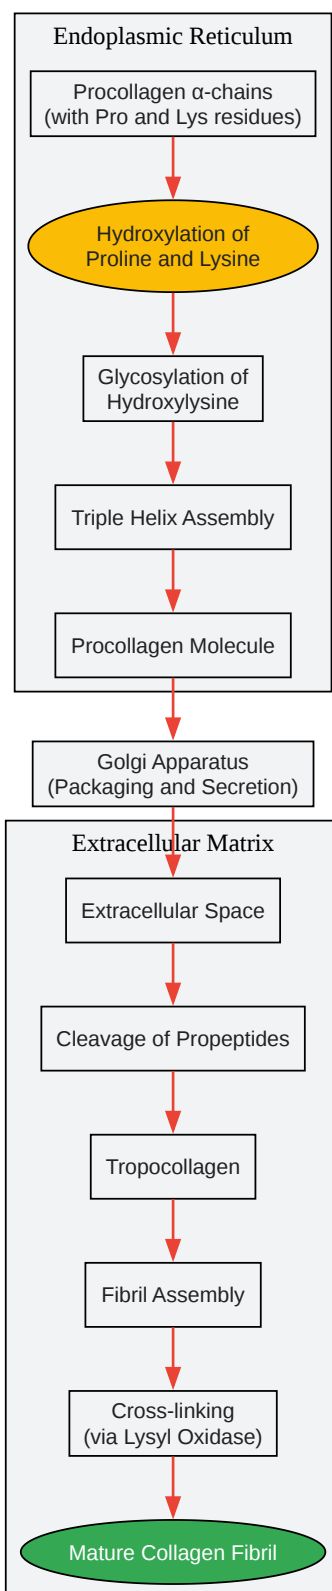 Endoplasmic Reticulum
Procollagen α-chains
(with Pro and Lys residues)
Hydroxylation of
Proline and Lysine
Glycosylation of
Hydroxylysine
Triple Helix Assembly
Procollagen Molecule
Golgi Apparatus
(Packaging and Secretion)
Extracellular Matrix
Extracellular Space
Cleavage of Propeptides
Tropocollagen
Fibril Assembly
Cross-linking
(via Lysyl Oxidase)
Mature Collagen Fibril